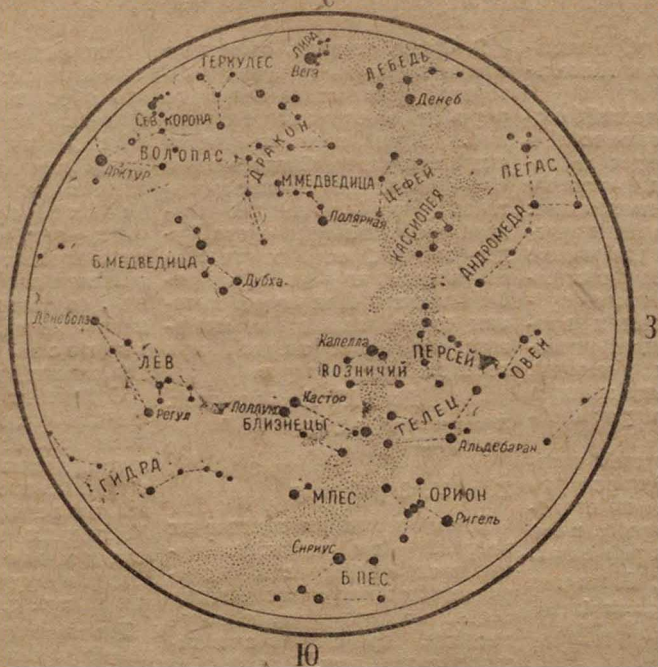 С
ЛИРА
ГЕРКУЛЕС
Вега
ЛЕБЕДЬ
Денеб
СЕВ. КОРОНА
ДРАКОН
ВОЛОПАС
Арктур
М.МЕДВЕДИЦА
ЦЕФЕЙ
ПЕГАС
Полярная
КАССИОПЕЯ
АНДРОМЕДА
Б.МЕДВЕДИЦА
Дубхэ
Денебола
З
Капелла
ПЕРСЕЙ
ОВЕН
ЛЕВ
ВОЗНИЧИЙ
Регул
Поллукс
Кастор
БЛИЗНЕЦЫ
ТЕЛЕЦ
Альдебаран
ГИДРА
М.ПЕС
ОРИОН
Ригель
Сириус
Б.ПЕС
Ю